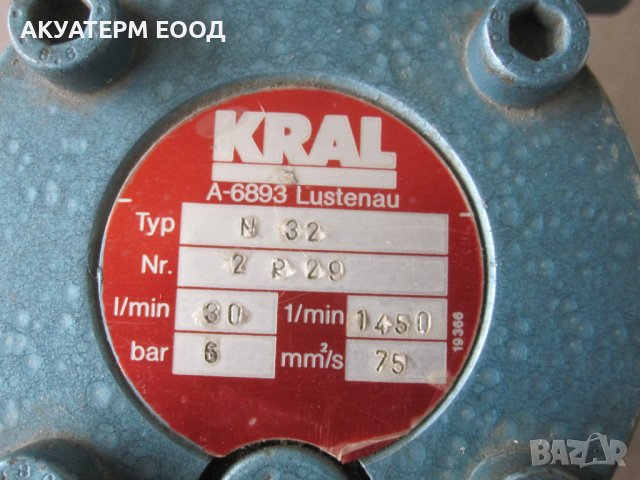 АКУАТЕРМ ЕООД
KRAL
A-6893 Lustenau
Typ N 32
Nr. 2 R 29
l/min 30 1/min 1450
bar 6 mm²/s 75
19366
BAZAR